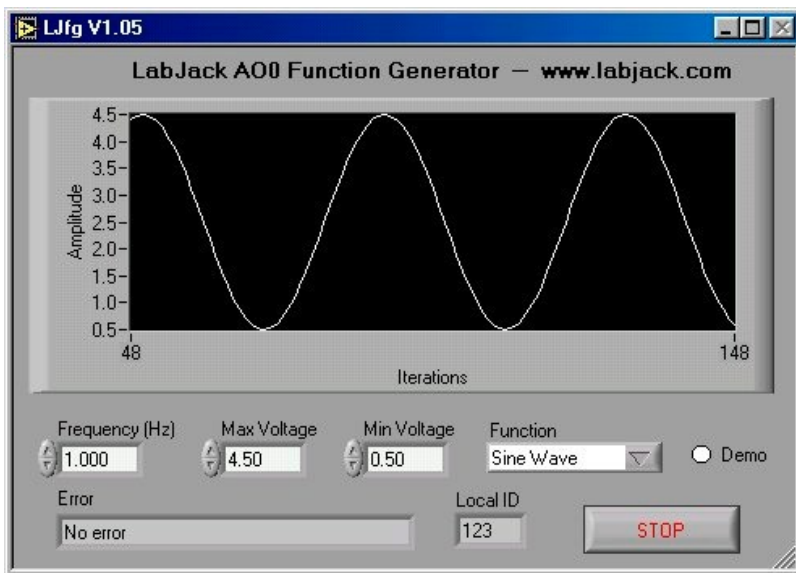 LJfg V1.05
LabJack AO0 Function Generator — www.labjack.com
Amplitude
4.5
4.0
3.5
3.0
2.5
2.0
1.5
1.0
0.5
48
148
Iterations
Frequency (Hz)
Max Voltage
Min Voltage
Function
1.000
4.50
0.50
Sine Wave
Demo
Error
Local ID
No error
123
STOP